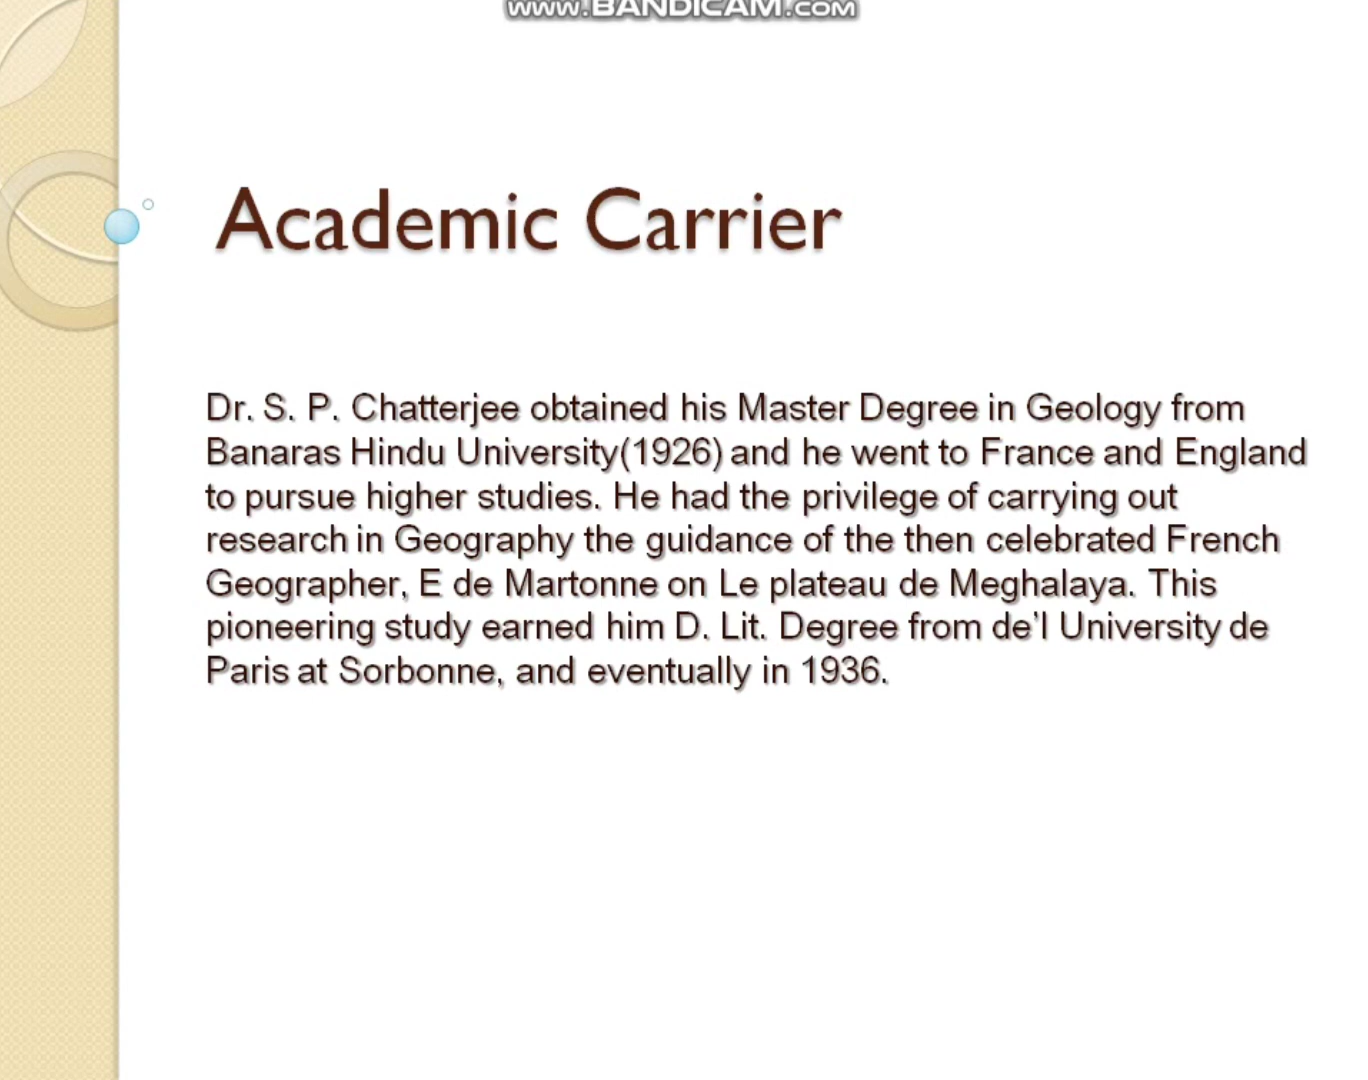 www.BANDICAM.com
Academic Carrier
Dr. S. P. Chatterjee obtained his Master Degree in Geology from
Banaras Hindu University(1926) and he went to France and England
to pursue higher studies. He had the privilege of carrying out
research in Geography the guidance of the then celebrated French
Geographer, E de Martonne on Le plateau de Meghalaya. This
pioneering study earned him D. Lit. Degree from de'l University de
Paris at Sorbonne, and eventually in 1936.